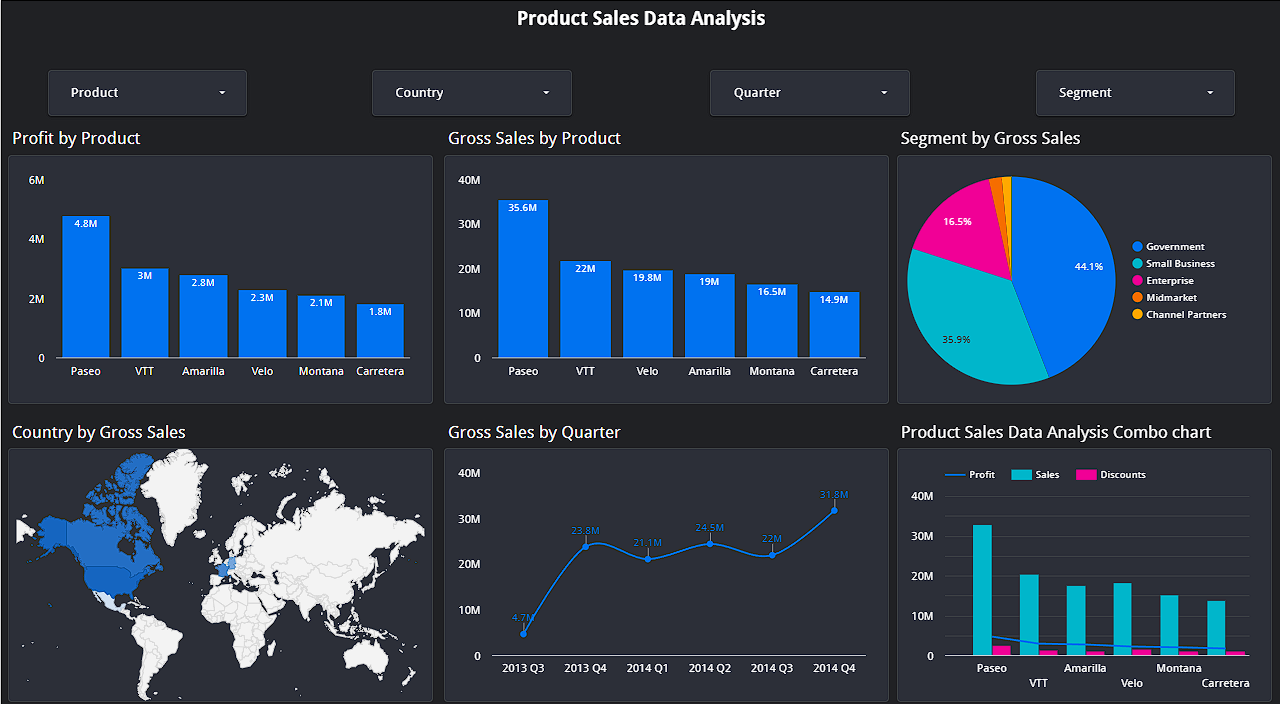 Product Sales Data Analysis
Product Country Quarter Segment
Profit by Product
6M
4M
2M
0
4.8M
3M
2.8M
2.3M
2.1M
1.8M
Paseo VTT Amarilla Velo Montana Carretera
Gross Sales by Product
40M
30M
20M
10M
0
35.6M
22M
19.8M
19M
16.5M
14.9M
Paseo VTT Velo Amarilla Montana Carretera
Segment by Gross Sales
16.5%
44.1%
35.9%
Government
Small Business
Enterprise
Midmarket
Channel Partners
Country by Gross Sales
Gross Sales by Quarter
40M
30M
20M
10M
0
4.7M
23.8M
21.1M
24.5M
22M
31.8M
2013 Q3 2013 Q4 2014 Q1 2014 Q2 2014 Q3 2014 Q4
Product Sales Data Analysis Combo chart
Profit Sales Discounts
40M
30M
20M
10M
0
Paseo Amarilla Montana
VTT Velo Carretera